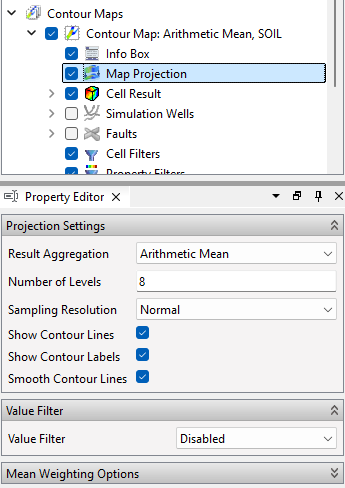 Contour Maps
Contour Map: Arithmetic Mean, SOIL
Info Box
Map Projection
Cell Result
Simulation Wells
Faults
Cell Filters
Property Filters
Property Editor
Projection Settings
Result Aggregation Arithmetic Mean
Number of Levels 8
Sampling Resolution Normal
Show Contour Lines
Show Contour Labels
Smooth Contour Lines
Value Filter
Value Filter Disabled
Mean Weighting Options